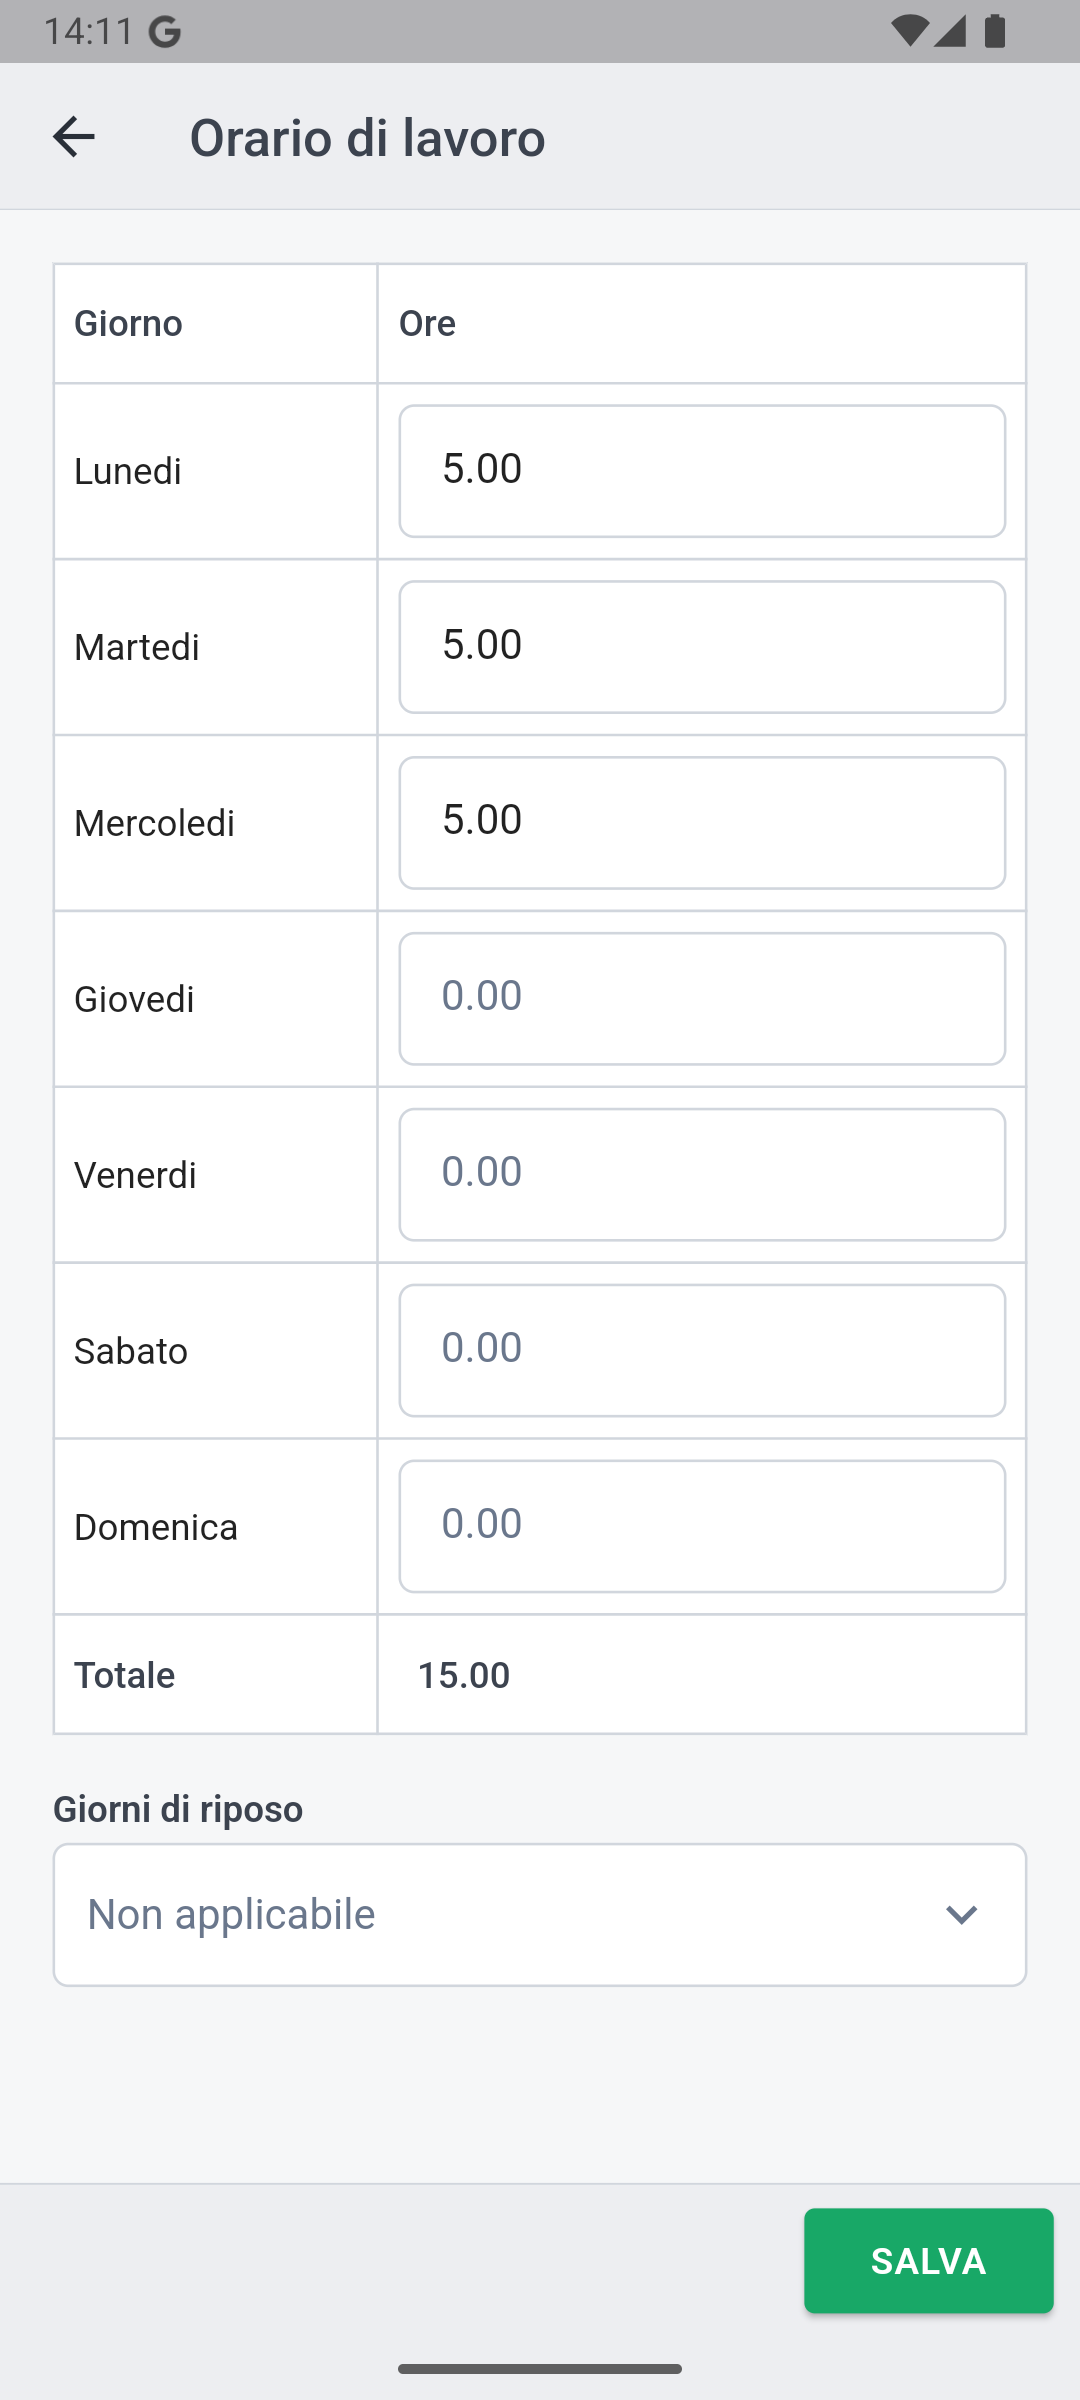 14:11
Orario di lavoro
Giorno Ore
Lunedi 5.00
Martedi 5.00
Mercoledi 5.00
Giovedi 0.00
Venerdi 0.00
Sabato 0.00
Domenica 0.00
Totale 15.00
Giorni di riposo
Non applicabile
SALVA